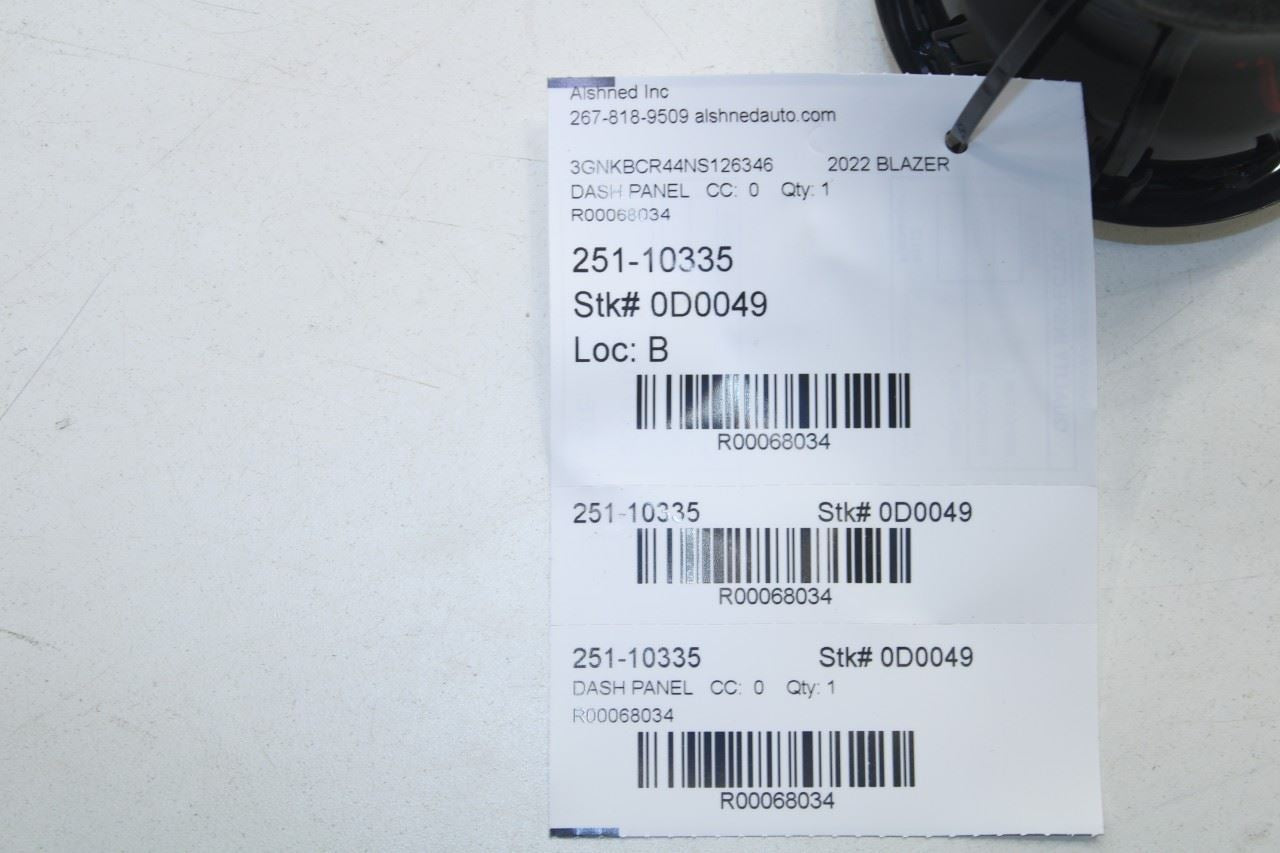 Alshned Inc
267-818-9509 alshnedauto.com
3GNKBCR44NS126346 2022 BLAZER
DASH PANEL CC: 0 Qty: 1
R00068034
251-10335
Stk# 0D0049
Loc: B
R00068034
251-10335 Stk# 0D0049
R00068034
251-10335 Stk# 0D0049
DASH PANEL CC: 0 Qty: 1
R00068034
R00068034